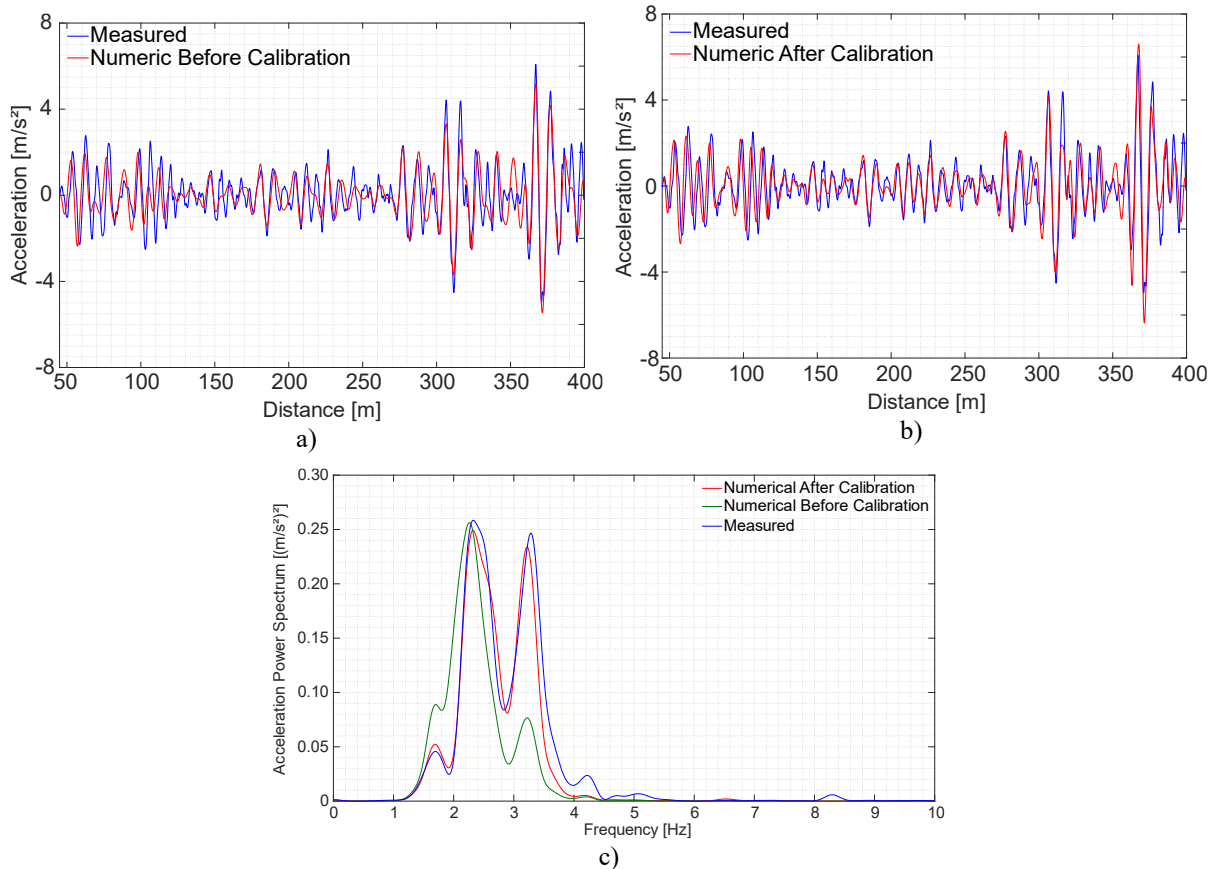 8
4
0
-4
-8
Acceleration [m/s²]
Measured
Numeric Before Calibration
50 100 150 200 250 300 350 400
Distance [m]
a)
8
4
0
-4
-8
Acceleration [m/s²]
Measured
Numeric After Calibration
50 100 150 200 250 300 350 400
Distance [m]
b)
0.30
0.25
0.20
0.15
0.10
0.05
0
Acceleration Power Spectrum [(m/s²)²]
Numerical After Calibration
Numerical Before Calibration
Measured
0 1 2 3 4 5 6 7 8 9 10
Frequency [Hz]
c)